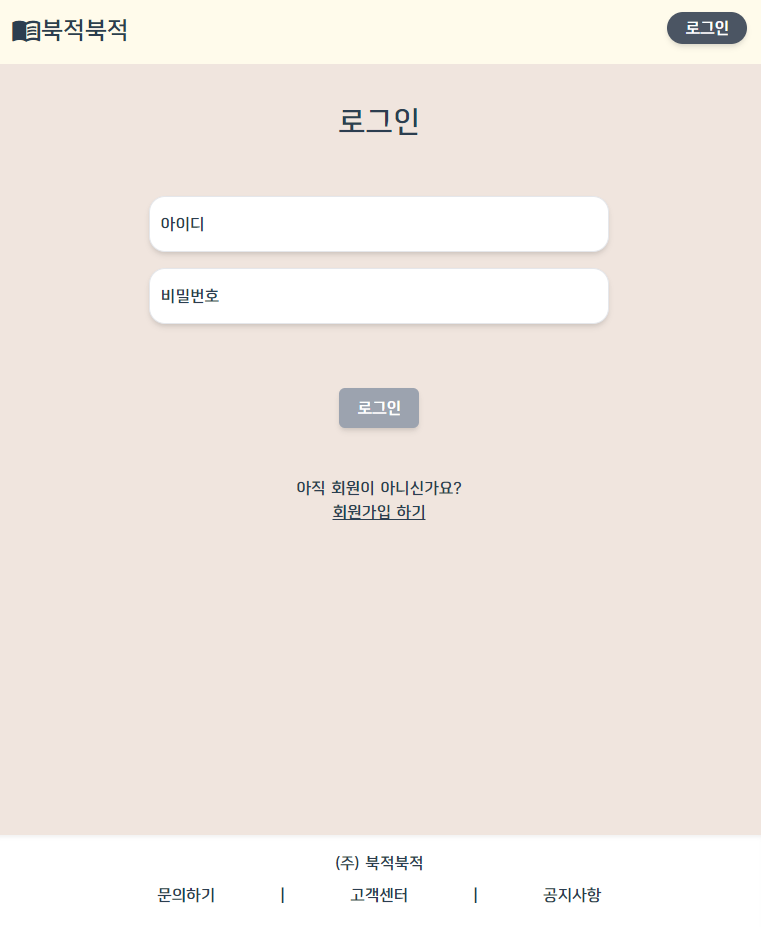 북적북적
로그인
로그인
아이디
비밀번호
로그인
아직 회원이 아니신가요?
회원가입 하기
(주) 북적북적
문의하기 | 고객센터 | 공지사항